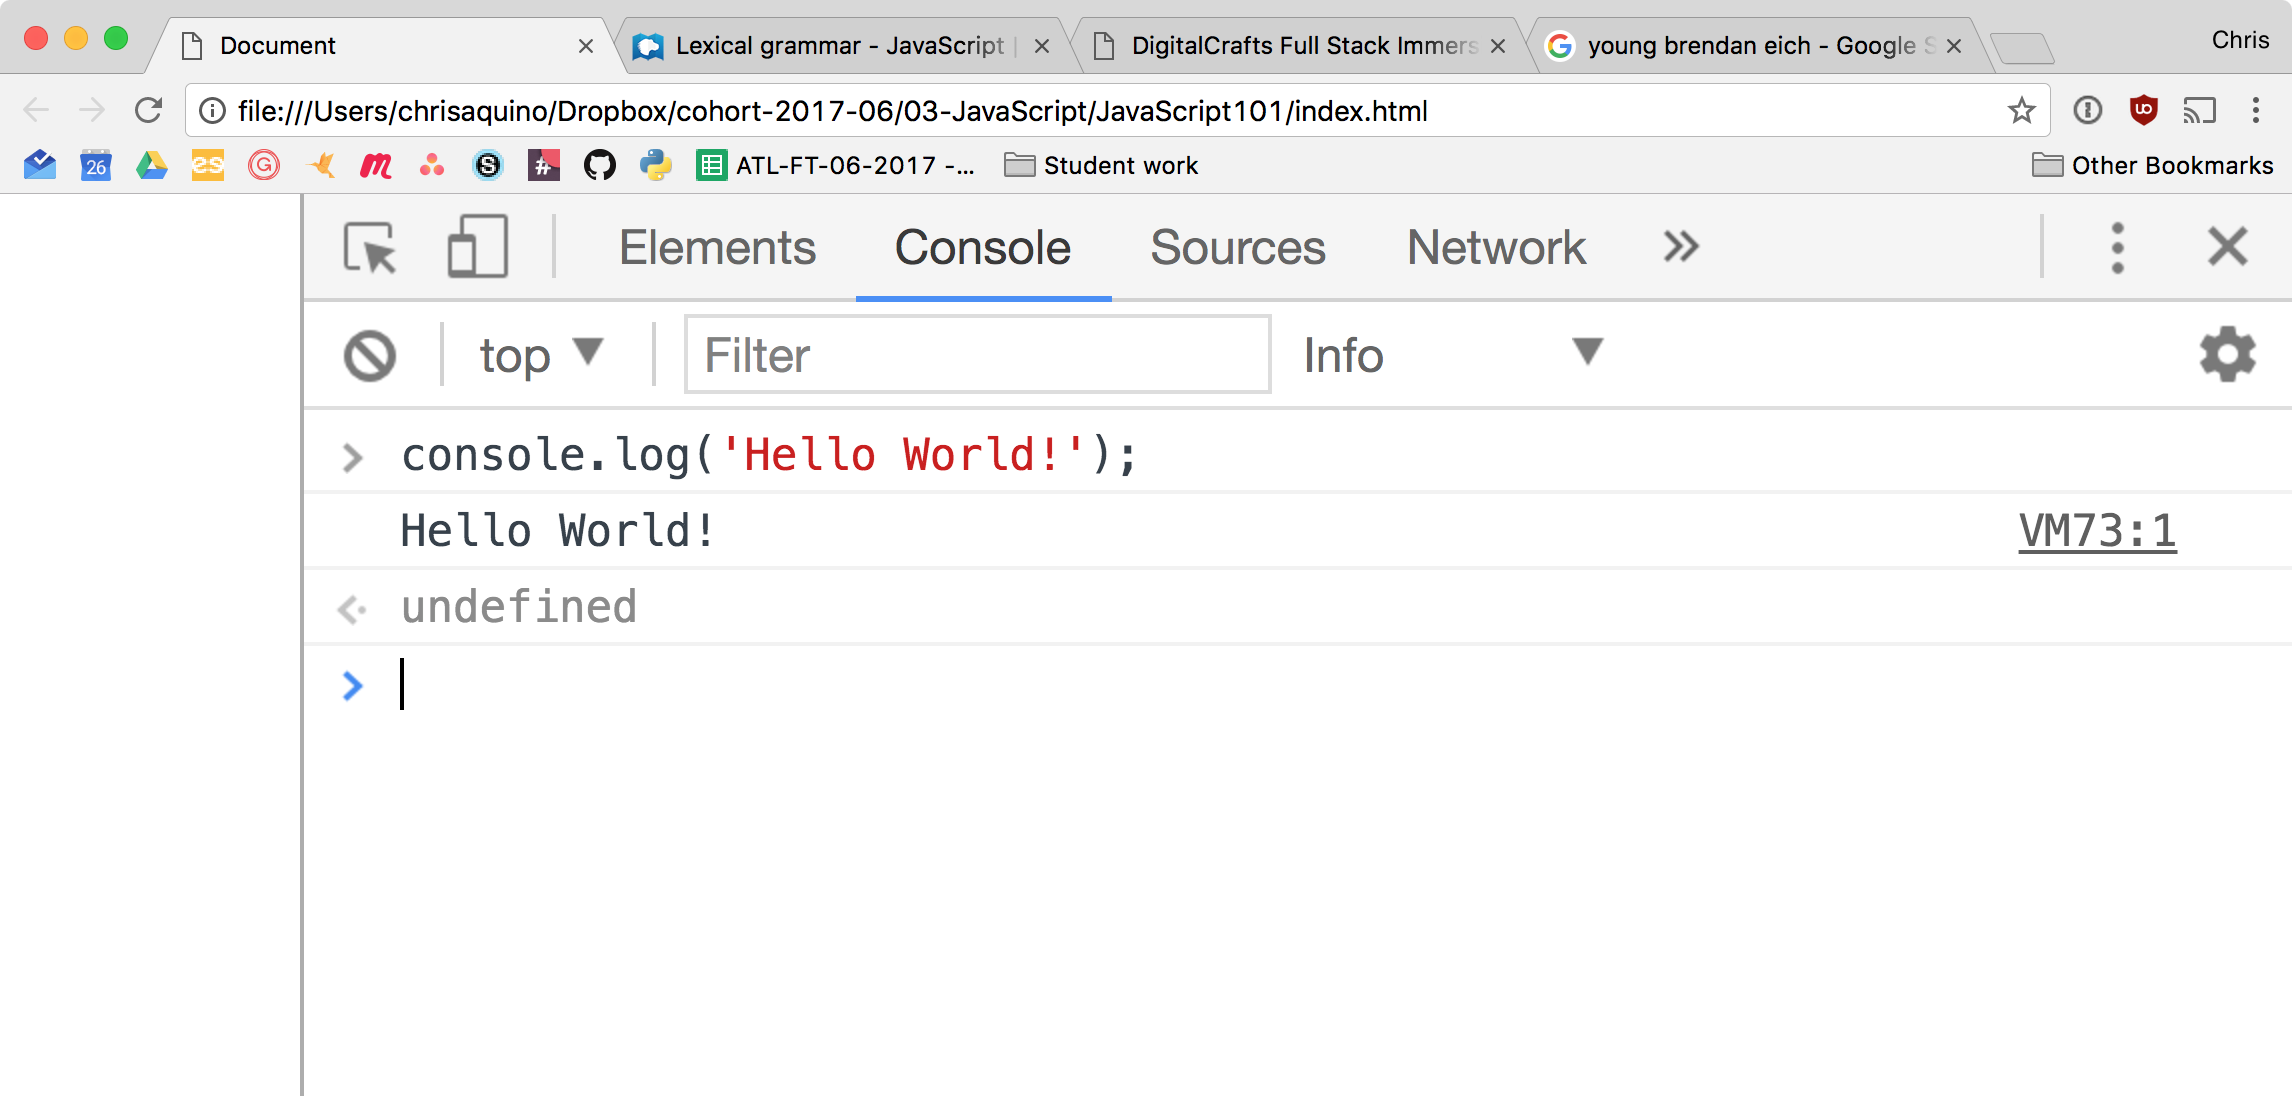 Document
Lexical grammar - JavaScript |
DigitalCrafts Full Stack Immers
young brendan eich - Google S
Chris
file:///Users/chrisaquino/Dropbox/cohort-2017-06/03-JavaScript/JavaScript101/index.html
26
ATL-FT-06-2017 -...
Student work
Other Bookmarks
Elements
Console
Sources
Network
top
Filter
Info
console.log('Hello World!');
Hello World!
VM73:1
undefined